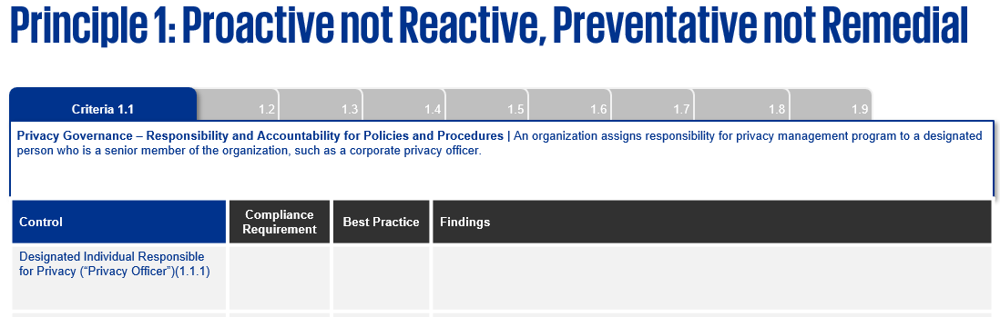 Principle 1: Proactive not Reactive, Preventative not Remedial
Criteria 1.1 1.2 1.3 1.4 1.5 1.6 1.7 1.8 1.9
Privacy Governance – Responsibility and Accountability for Policies and Procedures | An organization assigns responsibility for privacy management program to a designated
person who is a senior member of the organization, such as a corporate privacy officer.
Control
Compliance
Requirement
Best Practice
Findings
Designated Individual Responsible
for Privacy (“Privacy Officer”)(1.1.1)